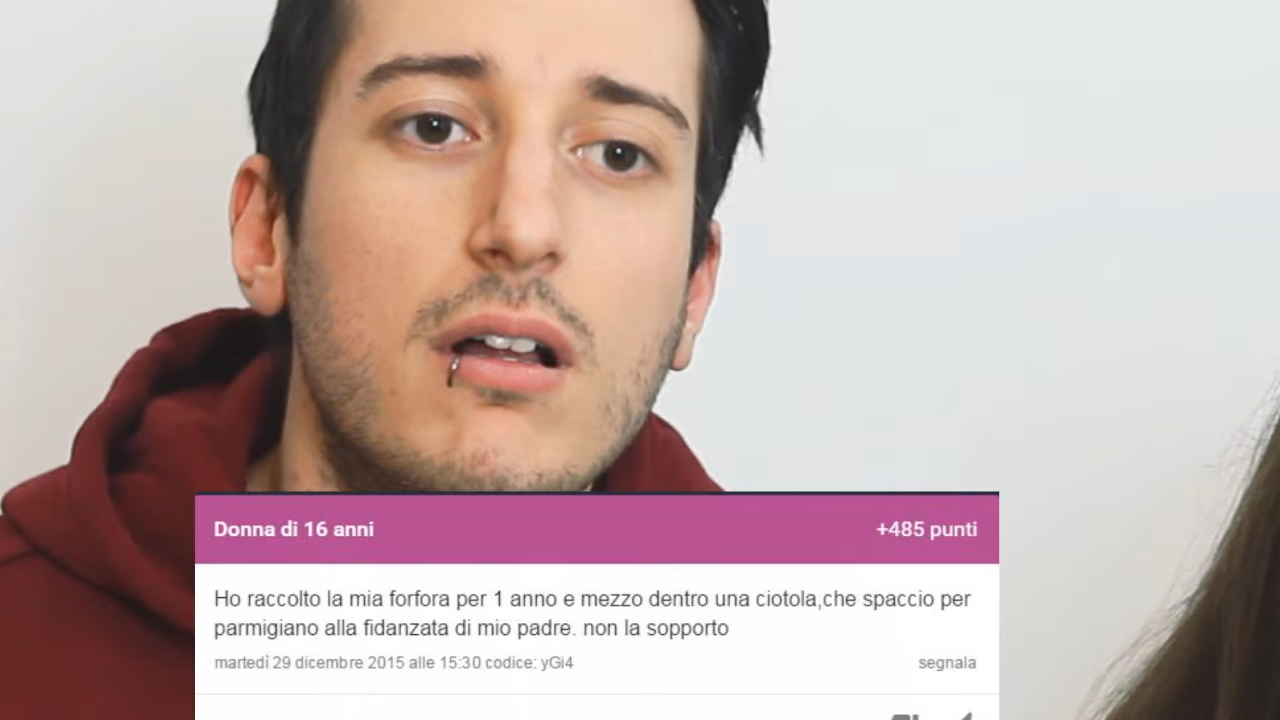 Donna di 16 anni
+485 punti
Ho raccolto la mia forfora per 1 anno e mezzo dentro una ciotola,che spaccio per
parmigiano alla fidanzata di mio padre. non la sopporto
martedì 29 dicembre 2015 alle 15:30 codice: yGi4
segnala